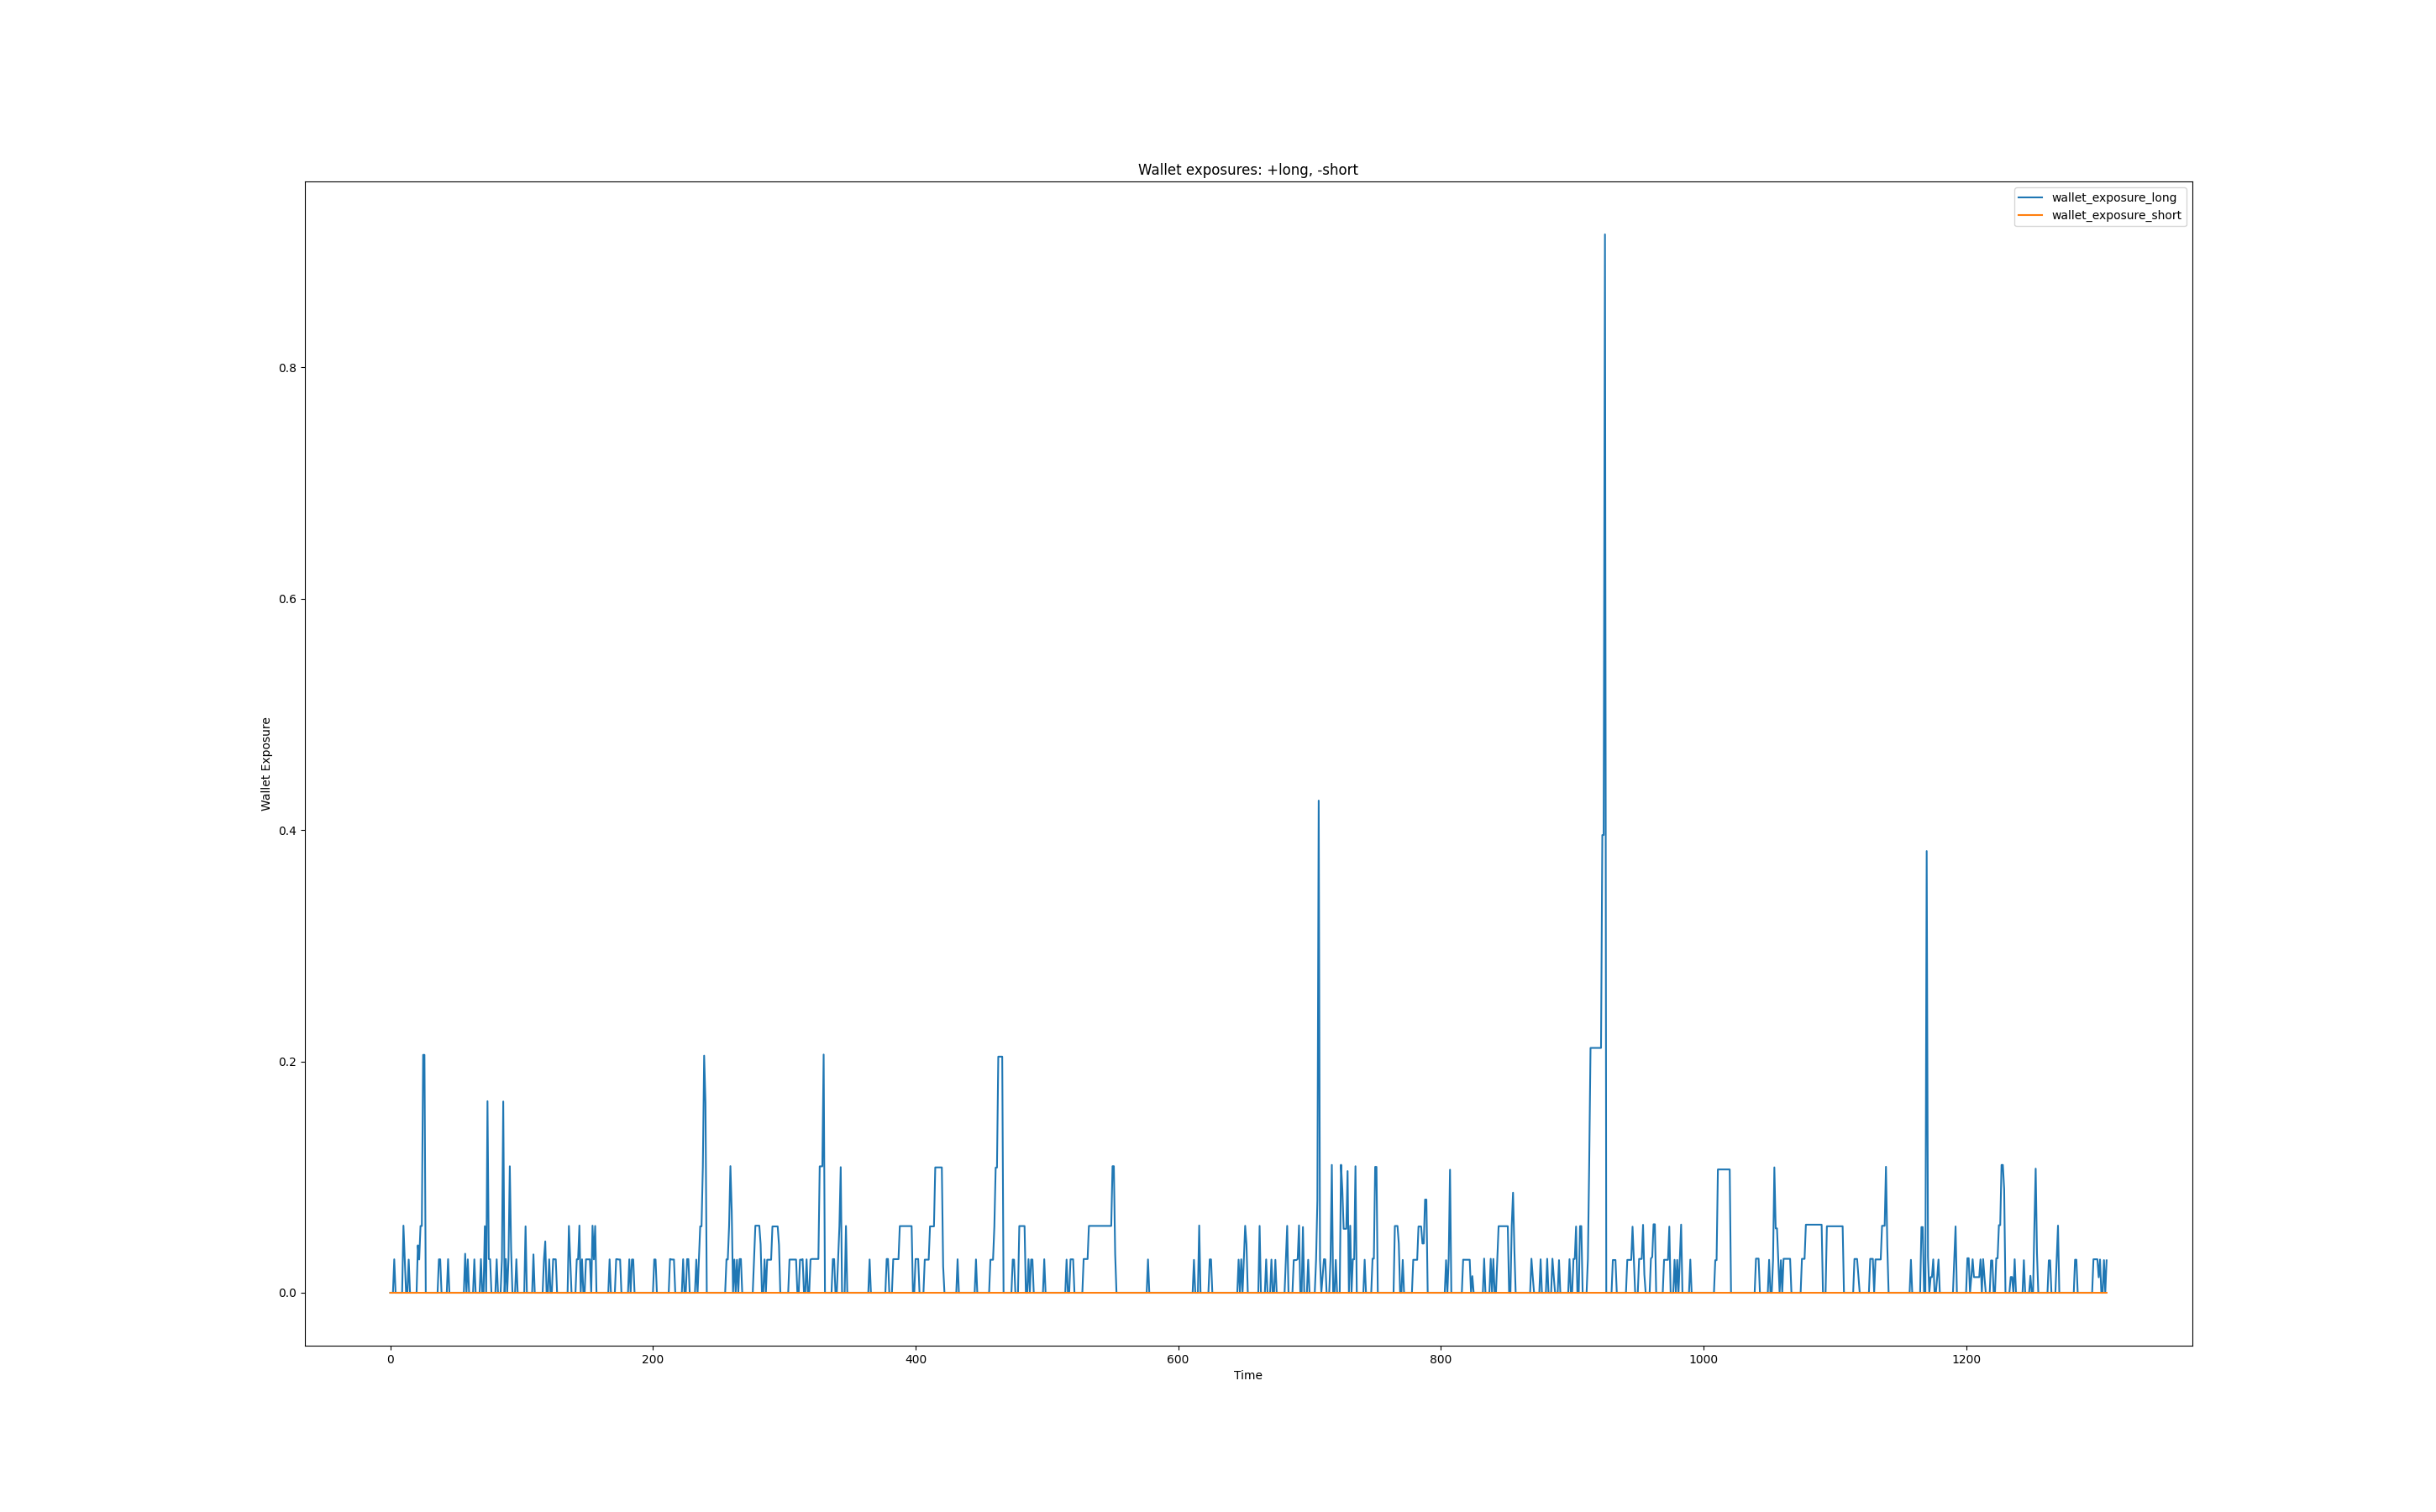 Wallet exposures: +long, -short
wallet_exposure_long
wallet_exposure_short
0.8
0.6
0.4
0.2
0.0
Wallet Exposure
0 200 400 600 800 1000 1200
Time